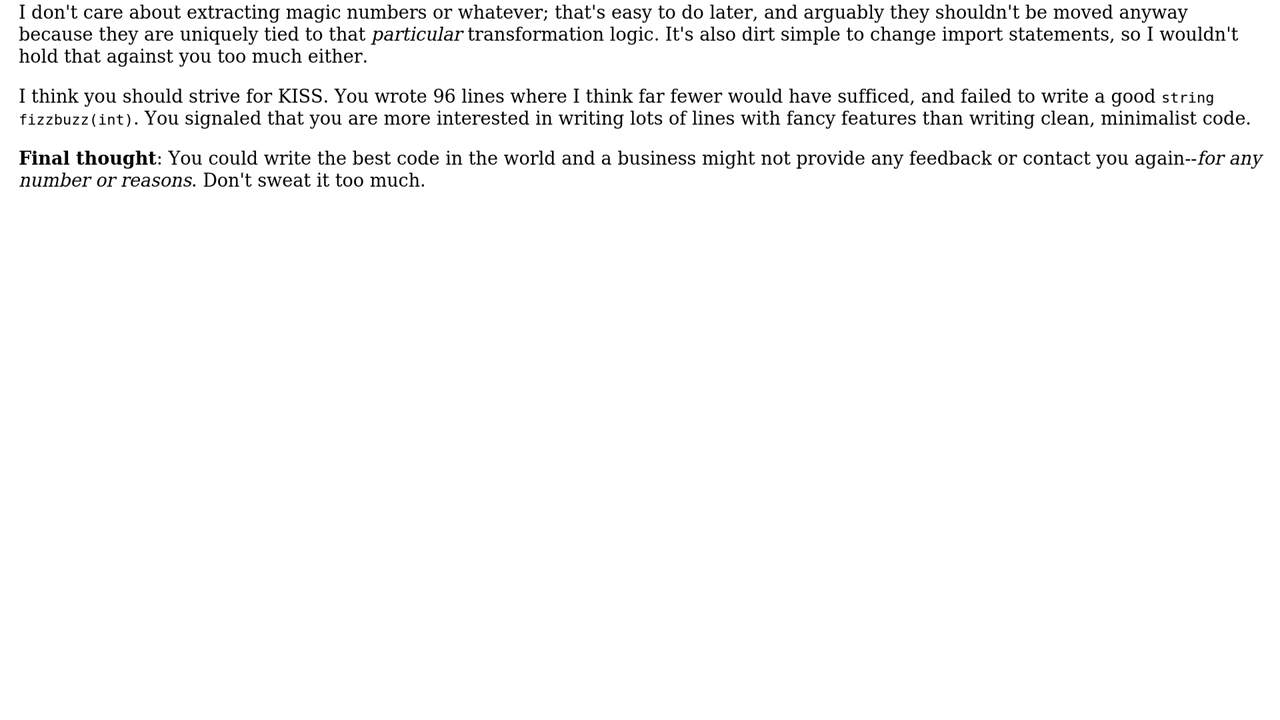 I don't care about extracting magic numbers or whatever; that's easy to do later, and arguably they shouldn't be moved anyway
because they are uniquely tied to that particular transformation logic. It's also dirt simple to change import statements, so I wouldn't
hold that against you too much either.
I think you should strive for KISS. You wrote 96 lines where I think far fewer would have sufficed, and failed to write a good string
fizzbuzz(int). You signaled that you are more interested in writing lots of lines with fancy features than writing clean, minimalist code.
Final thought: You could write the best code in the world and a business might not provide any feedback or contact you again--for any
number or reasons. Don't sweat it too much.